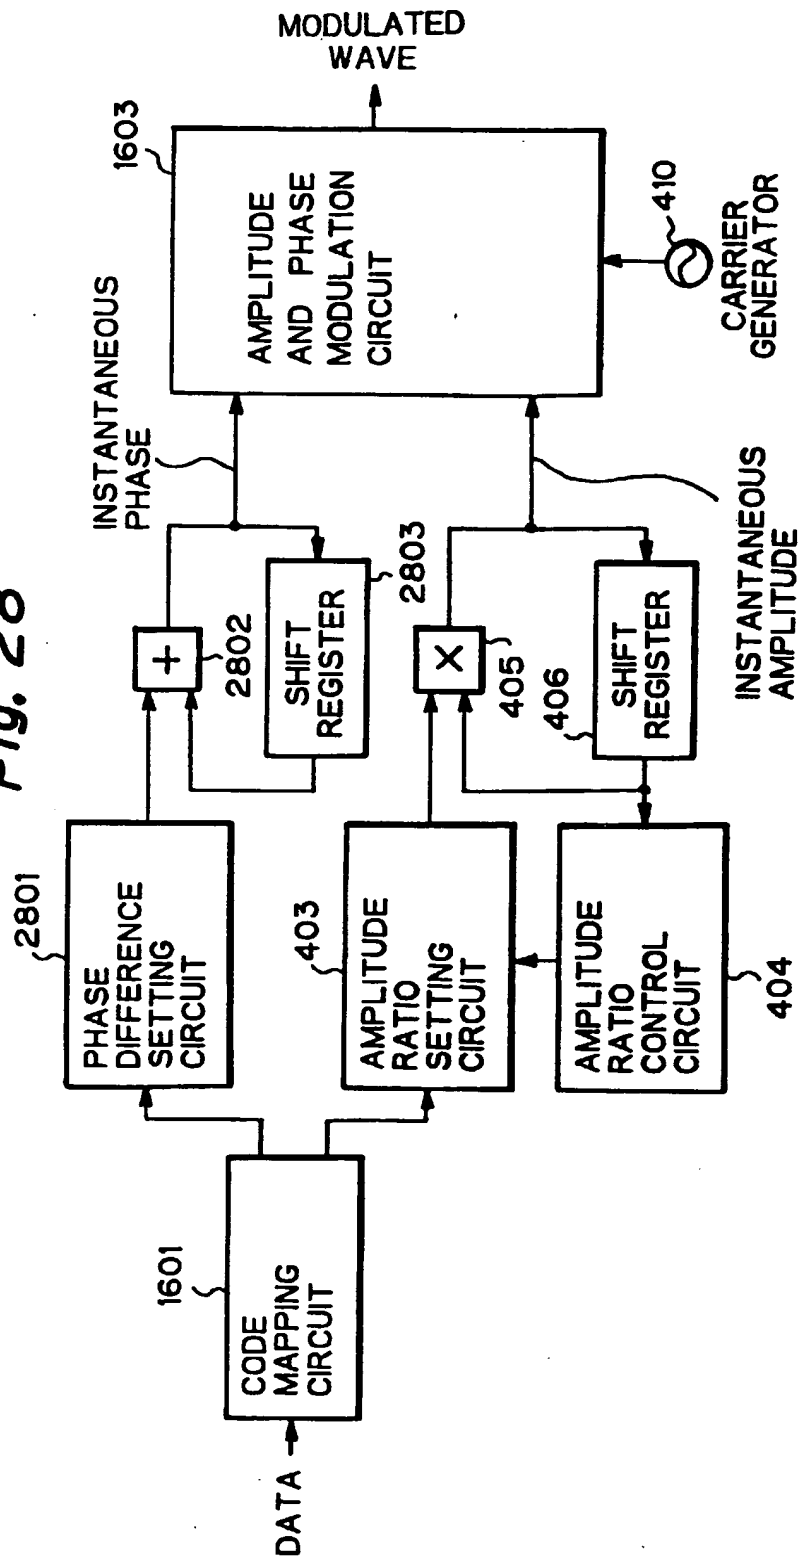 Fig. 28
DATA
1601
CODE
MAPPING
CIRCUIT
2801
PHASE
DIFFERENCE
SETTING
CIRCUIT
403
AMPLITUDE
RATIO
SETTING
CIRCUIT
AMPLITUDE
RATIO
CONTROL
CIRCUIT
404
+
2802
SHIFT
REGISTER
2803
×
405
406
SHIFT
REGISTER
INSTANTANEOUS
PHASE
INSTANTANEOUS
AMPLITUDE
1603
AMPLITUDE
AND PHASE
MODULATION
CIRCUIT
410
CARRIER
GENERATOR
MODULATED
WAVE